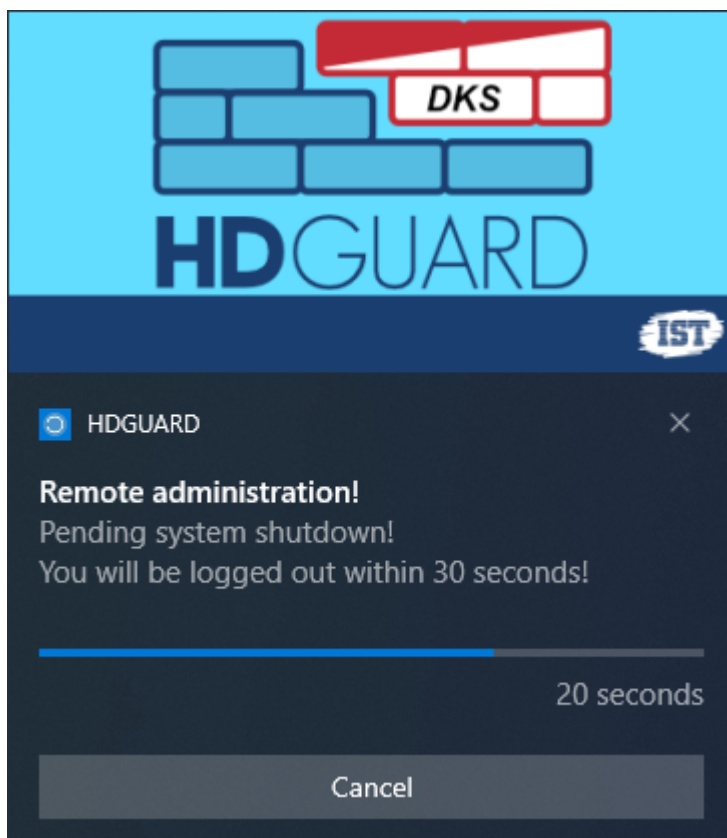 DKS
HDGUARD
IST
HDGUARD
Remote administration!
Pending system shutdown!
You will be logged out within 30 seconds!
20 seconds
Cancel